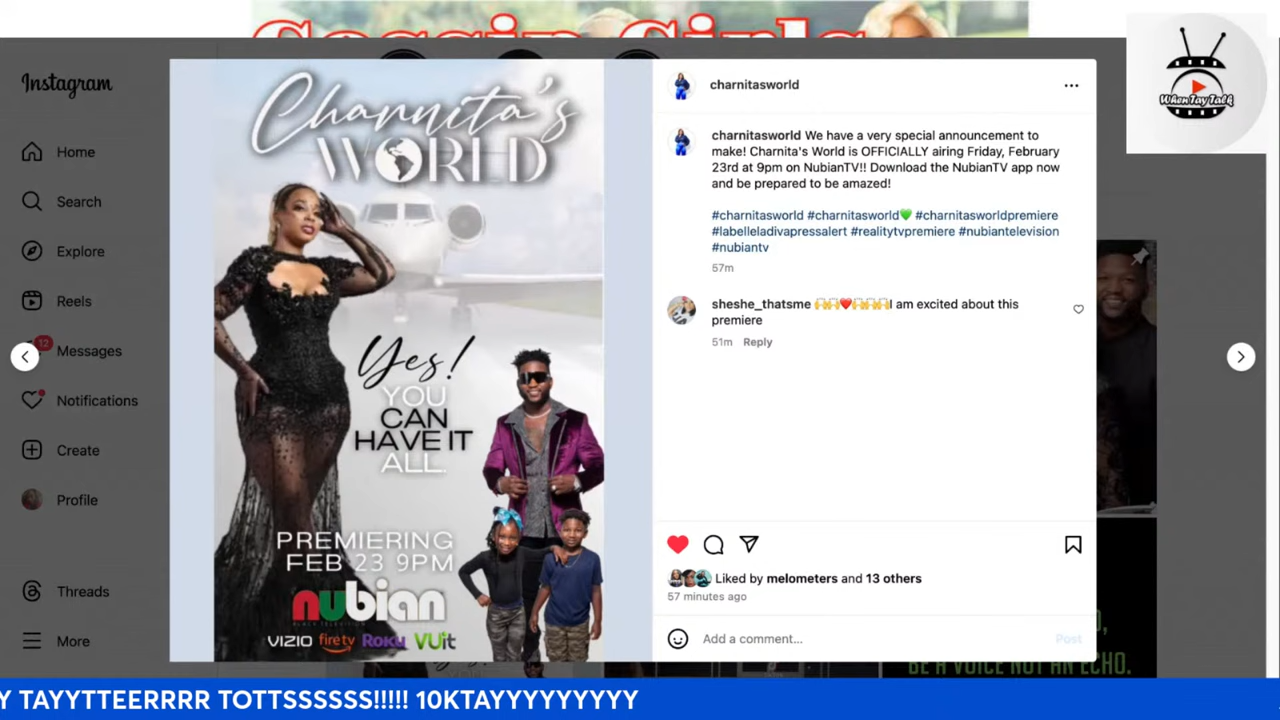 Gossip Girls
WhenTayTalk
Instagram
Home
Search
Explore
Reels
12
Messages
Notifications
Create
Profile
Threads
More
Charnita's
WORLD
Yes!
YOU
CAN
HAVE IT
ALL.
PREMIERING
FEB 23 9PM
nubian
VIZIO firetv ROKU VUit
charnitasworld
charnitasworld We have a very special announcement to
make! Charnita's World is OFFICIALLY airing Friday, February
23rd at 9pm on NubianTV!! Download the NubianTV app now
and be prepared to be amazed!
#charnitasworld #charnitasworld💚 #charnitasworldpremiere
#labelleladivapressalert #realitytvpremiere #nubiantelevision
#nubiantv
57m
sheshe_thatsme 🙌🙌❤️🙌🙌🙌I am excited about this
premiere
51m Reply
Liked by melometers and 13 others
57 minutes ago
Add a comment...
Post
BE A VOICE NOT AN ECHO.
Y TAYYTTEERRRR TOTTSSSSSS!!!!! 10KTAYYYYYYYYY